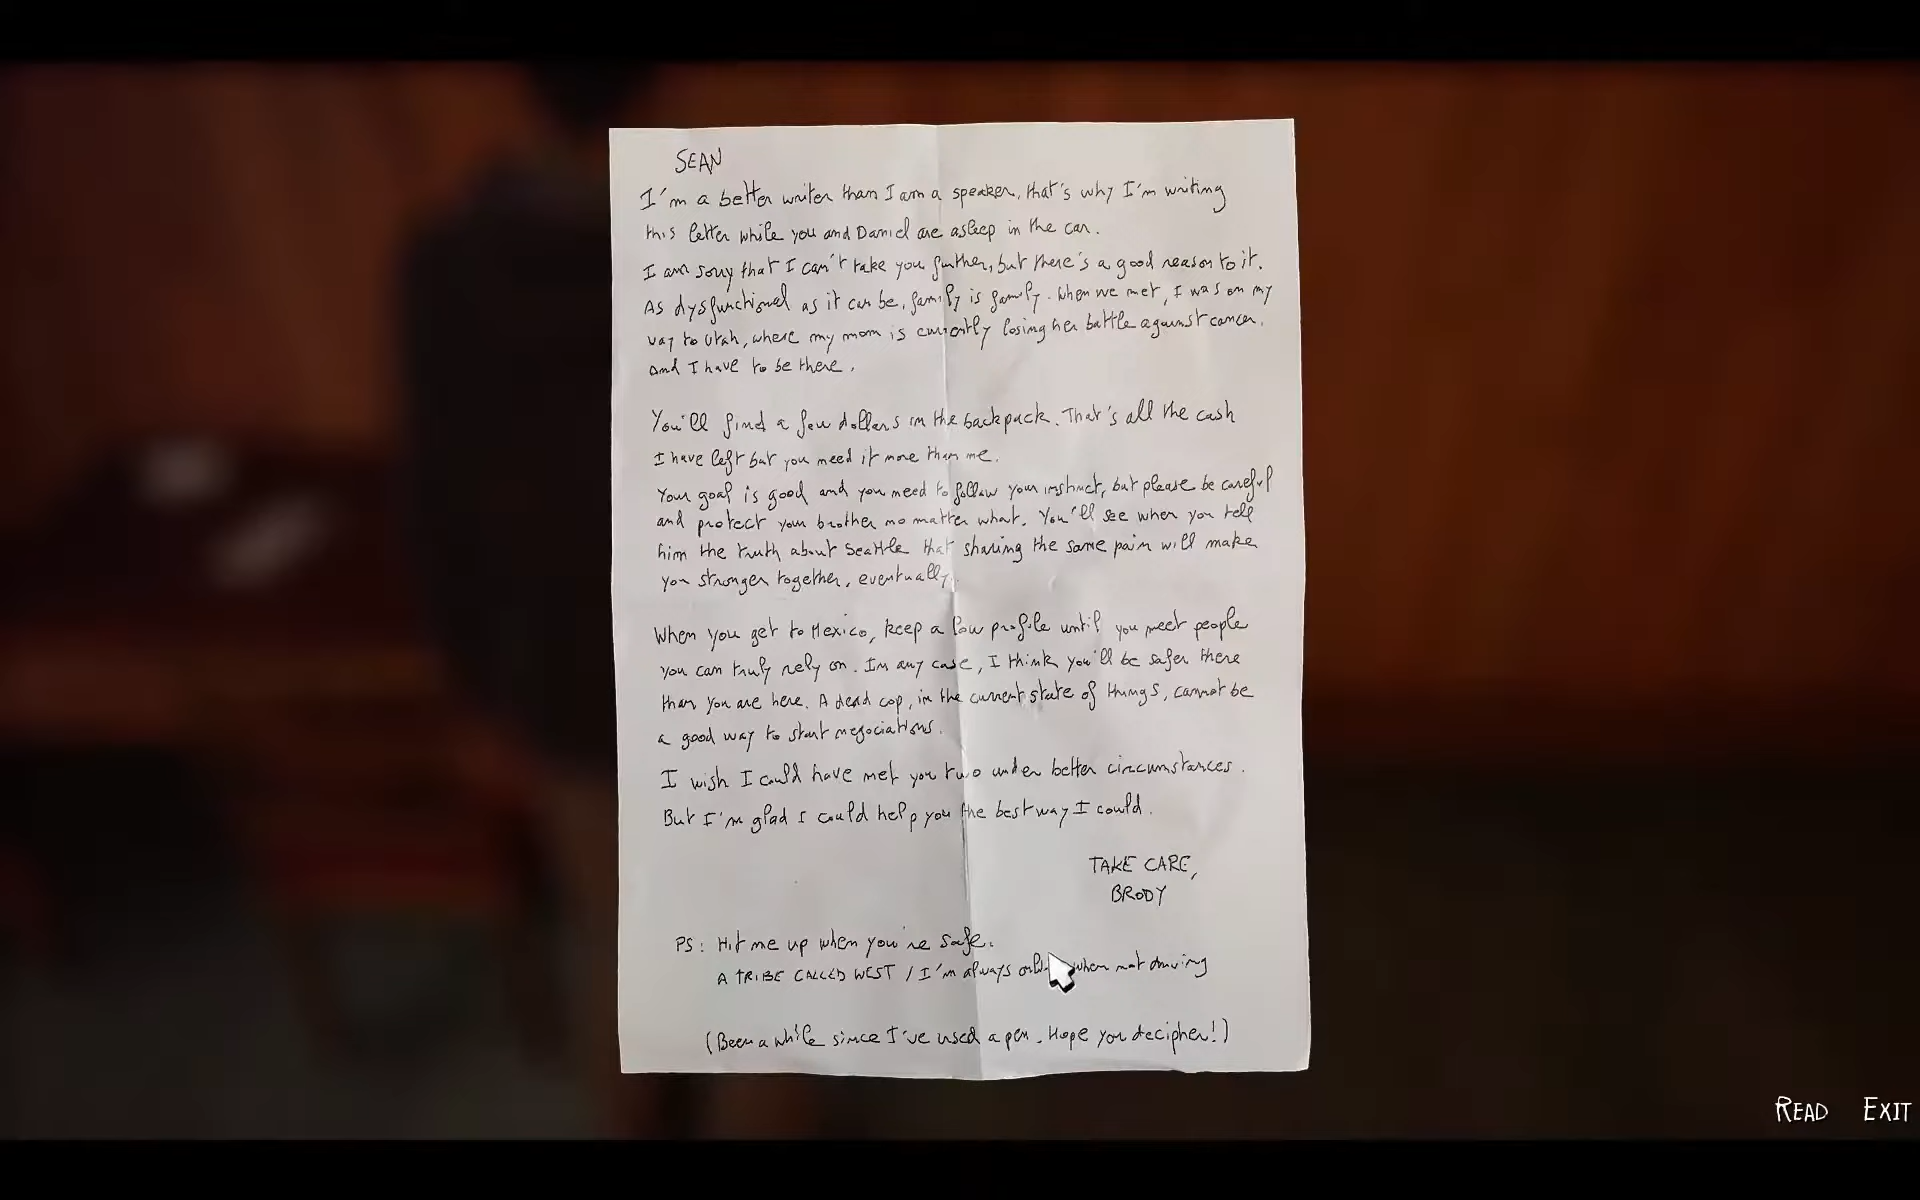 SEAN
I'm a better writer than I am a speaker, that's why I'm writing
this letter while you and Daniel are asleep in the car.
I am sorry that I can't take you further, but there's a good reason to it.
As dysfunctional as it can be, family is family. When we met, I was on my
way to Utah, where my mom is currently losing her battle against cancer.
and I have to be there.
You'll find a few dollars in the backpack. That's all the cash
I have left but you need it more than me.
Your goal is good and you need to follow your instinct, but please be careful
and protect your brother no matter what. You'll see when you tell
him the truth about Seattle that sharing the same pain will make
you stronger together, eventually.
When you get to Mexico, keep a low profile until you meet people
you can truly rely on. In any case, I think you'll be safer there
than you are here. A dead cop, in the current state of things, cannot be
a good way to start negociations.
I wish I could have met you two under better circumstances.
But I'm glad I could help you the best way I could.
TAKE CARE,
BRODY
PS: Hit me up when you're safe.
A TRIBE CALLED WEST / I'm always when not driving
(Been a while since I've used a pen. Hope you decipher!)
READ EXIT